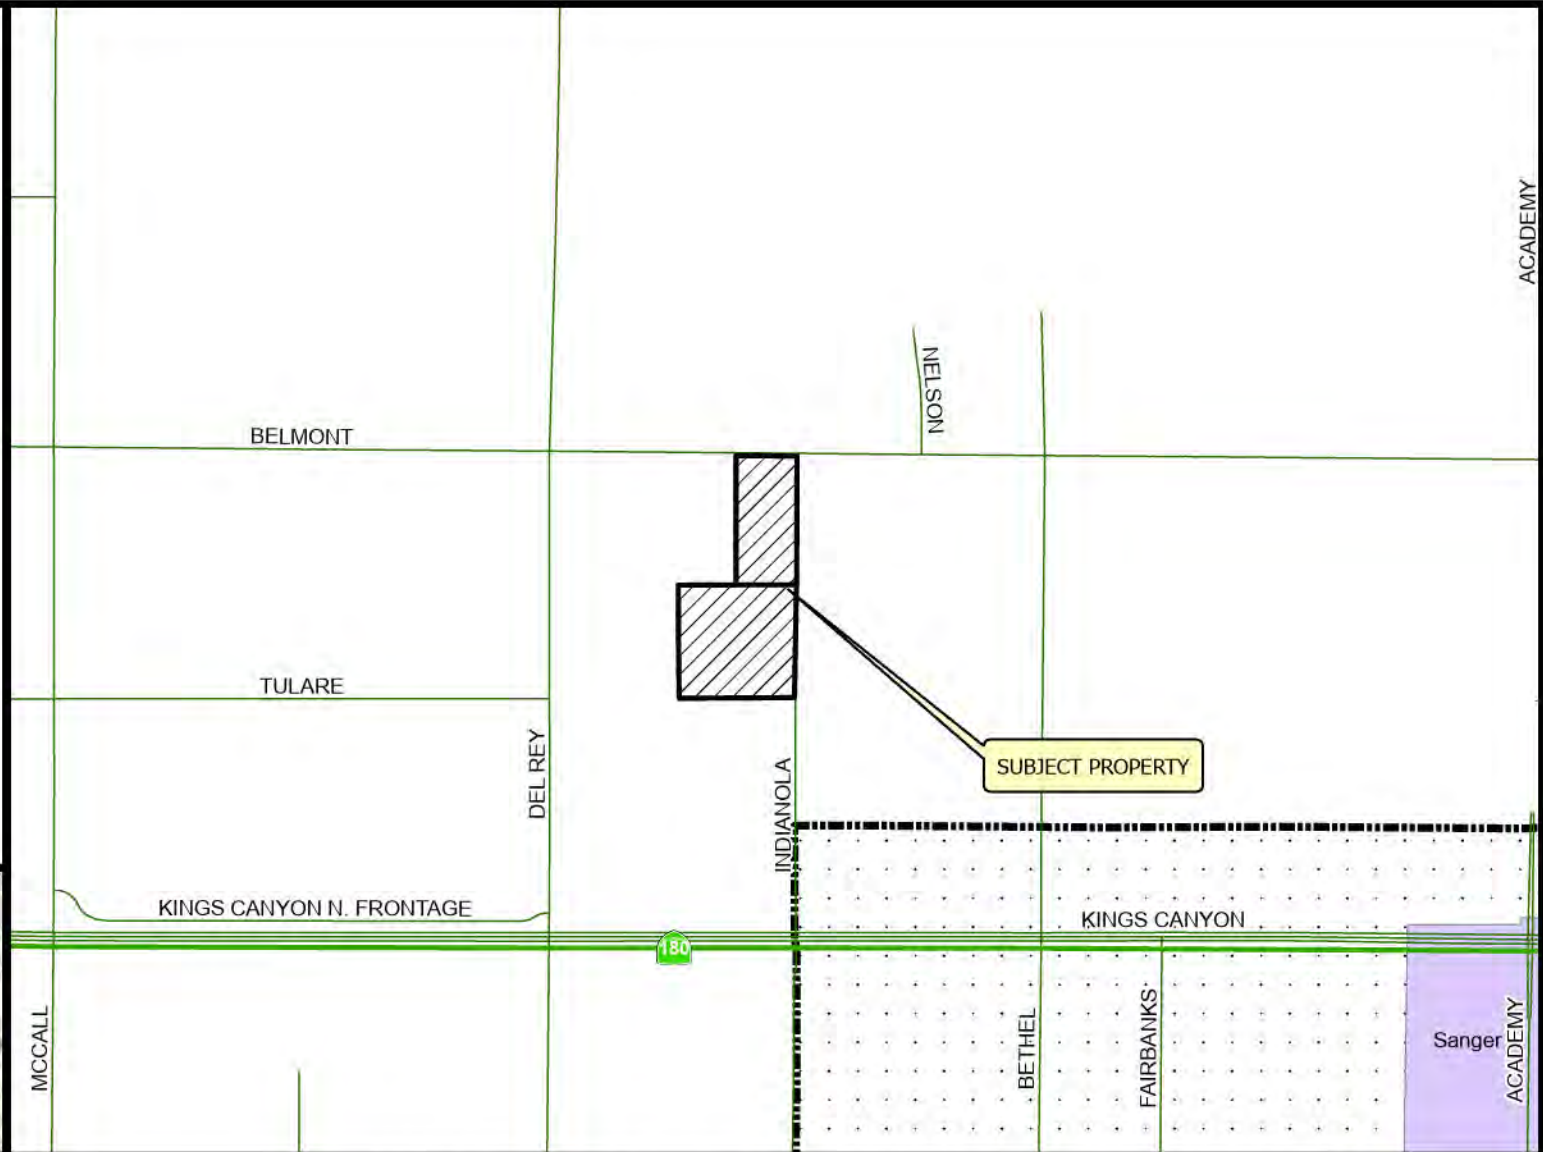 ACADEMY
NELSON
BELMONT
TULARE
DEL REY
INDIANOLA
SUBJECT PROPERTY
KINGS CANYON N. FRONTAGE
KINGS CANYON
180
MCCALL
BETHEL
FAIRBANKS
Sanger
ACADEMY